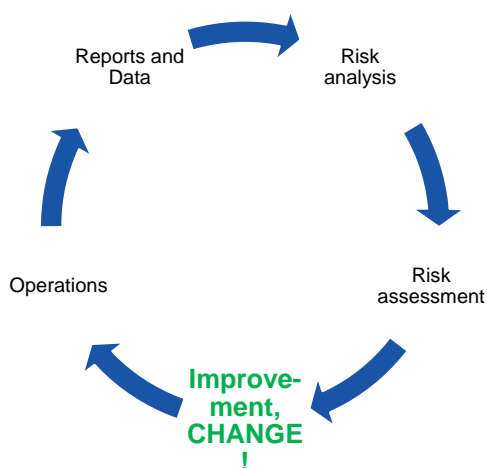 Reports and
Data
Risk
analysis
Risk
assessment
Improve-
ment,
CHANGE
!
Operations